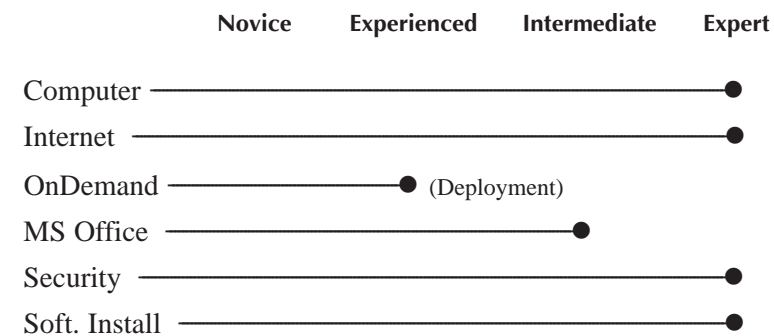 Novice Experienced Intermediate Expert
Computer
Internet
OnDemand (Deployment)
MS Office
Security
Soft. Install